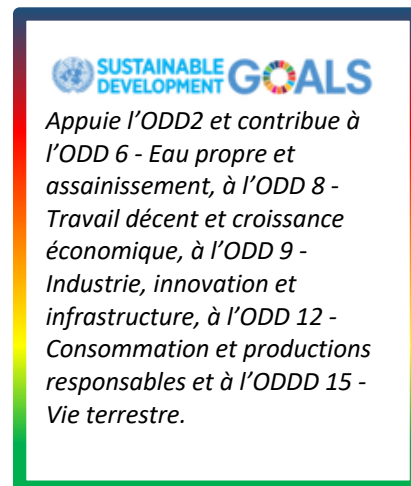 SUSTAINABLE
DEVELOPMENT GOALS
Appuie l'ODD2 et contribue à
l'ODD 6 - Eau propre et
assainissement, à l'ODD 8 -
Travail décent et croissance
économique, à l'ODD 9 -
Industrie, innovation et
infrastructure, à l'ODD 12 -
Consommation et productions
responsables et à l'ODDD 15 -
Vie terrestre.